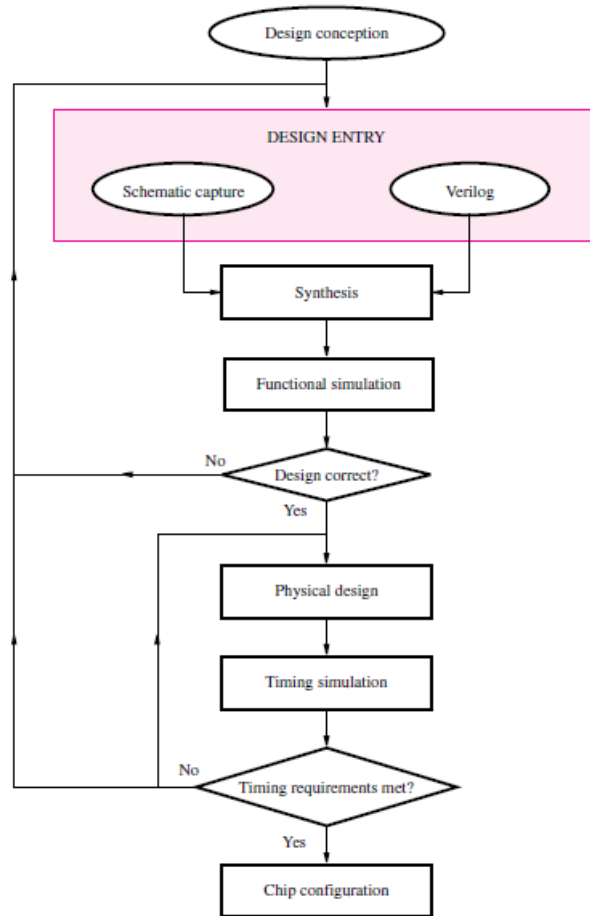 Design conception
DESIGN ENTRY
Schematic capture
Verilog
Synthesis
Functional simulation
No
Design correct?
Yes
Physical design
Timing simulation
No
Timing requirements met?
Yes
Chip configuration